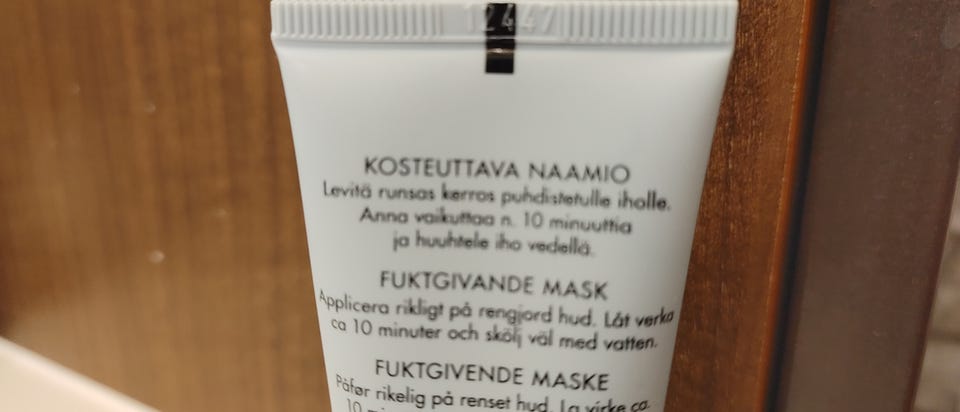 12447
KOSTEUTTAVA NAAMIO
Levitä runsas kerros puhdistetulle iholle.
Anna vaikuttaa n. 10 minuuttia
ja huuhtele iho vedellä.
FUKTGIVANDE MASK
Applicera rikligt på rengjord hud. Låt verka
ca 10 minuter och skölj väl med vatten.
FUKTGIVENDE MASKE
Påfør rikelig på renset hud. La virke ca.
10